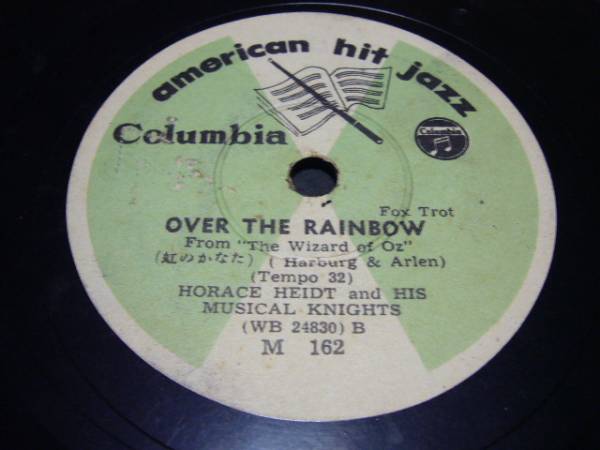 american hit jazz
Columbia
Columbia
Fox Trot
OVER THE RAINBOW
From "The Wizard of Oz"
(虹のかなた) (Harburg & Arlen)
(Tempo 32)
HORACE HEIDT and HIS
MUSICAL KNIGHTS
(WB 24830) B
M 162